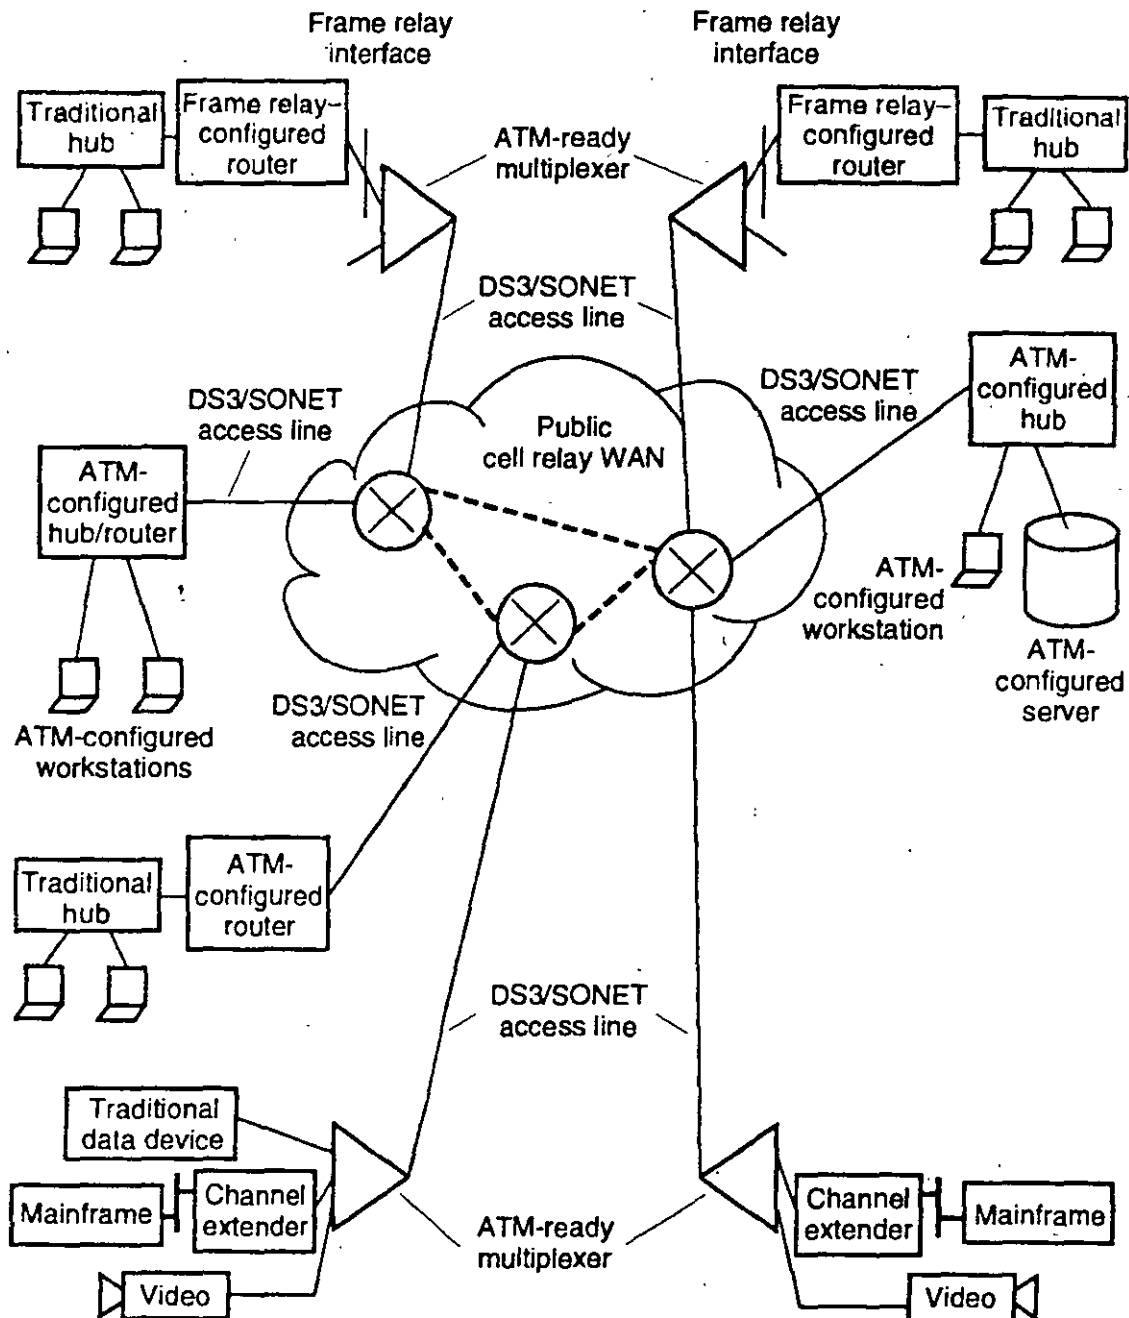 Frame relay
interface
Frame relay
interface
Traditional
hub
Frame relay–
configured
router
ATM-ready
multiplexer
Frame relay–
configured
router
Traditional
hub
DS3/SONET
access line
DS3/SONET
access line
Public
cell relay WAN
DS3/SONET
access line
ATM-
configured
hub
ATM-
configured
hub/router
ATM-
configured
workstation
ATM-
configured
server
ATM-configured
workstations
DS3/SONET
access line
Traditional
hub
ATM-
configured
router
DS3/SONET
access line
Traditional
data device
Mainframe
Channel
extender
Video
ATM-ready
multiplexer
Channel
extender
Mainframe
Video